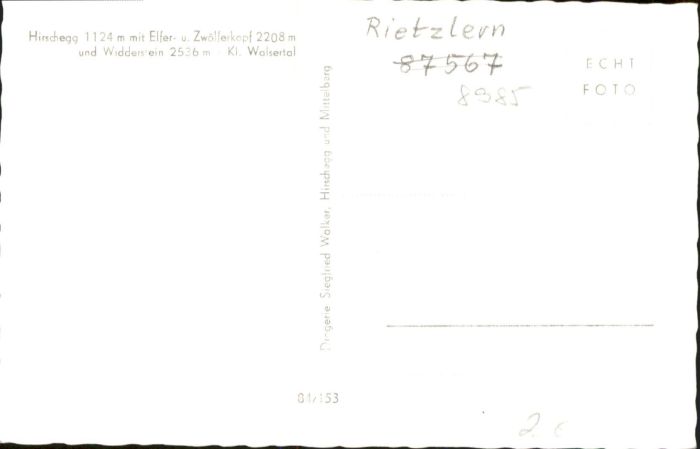 Hirschegg 1124 m mit Elfer- u. Zwölferkopf 2208 m
und Widderstein 2536 m · Kl. Walsertal
Rietzlern
87567
8985
ECHT
FOTO
Drogerie Siegfried Walker, Hirschegg und Mittelberg
84/153